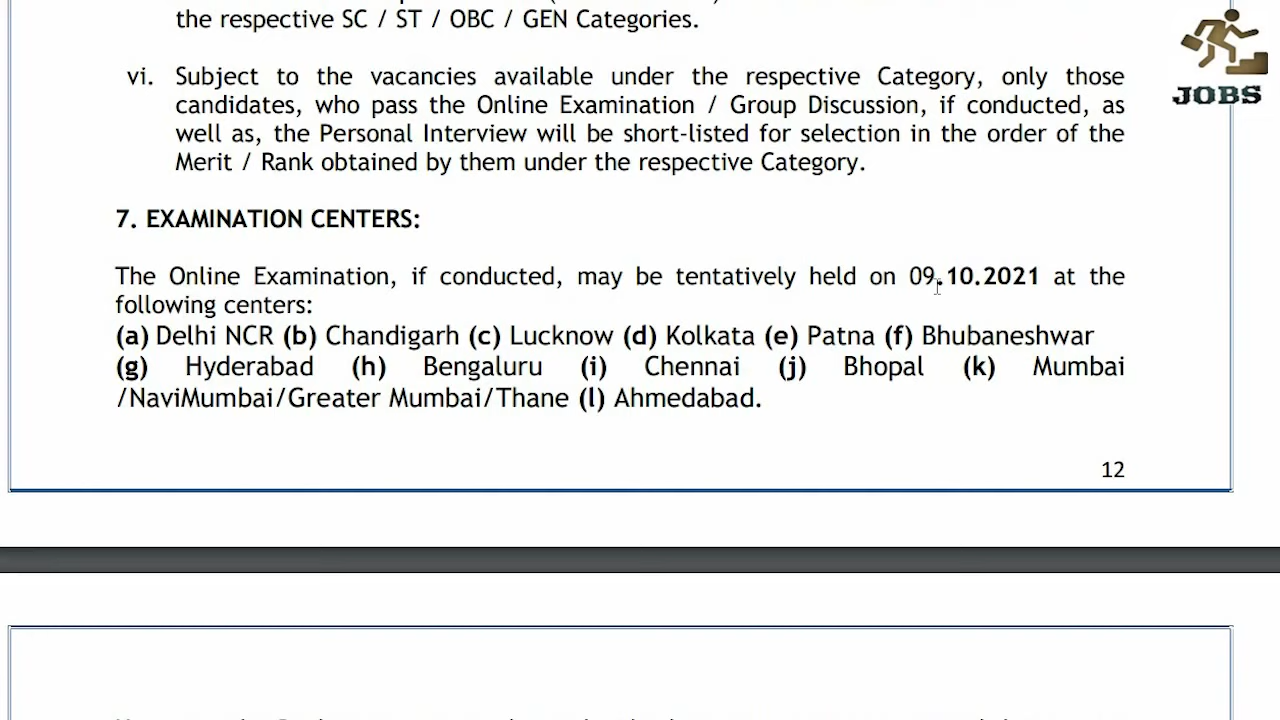 the respective SC / ST / OBC / GEN Categories.
vi. Subject to the vacancies available under the respective Category, only those
candidates, who pass the Online Examination / Group Discussion, if conducted, as
well as, the Personal Interview will be short-listed for selection in the order of the
Merit / Rank obtained by them under the respective Category.
JOBS
7. EXAMINATION CENTERS:
The Online Examination, if conducted, may be tentatively held on 09.10.2021 at the
following centers:
(a) Delhi NCR (b) Chandigarh (c) Lucknow (d) Kolkata (e) Patna (f) Bhubaneshwar
(g) Hyderabad (h) Bengaluru (i) Chennai (j) Bhopal (k) Mumbai
/NaviMumbai/Greater Mumbai/Thane (l) Ahmedabad.
12